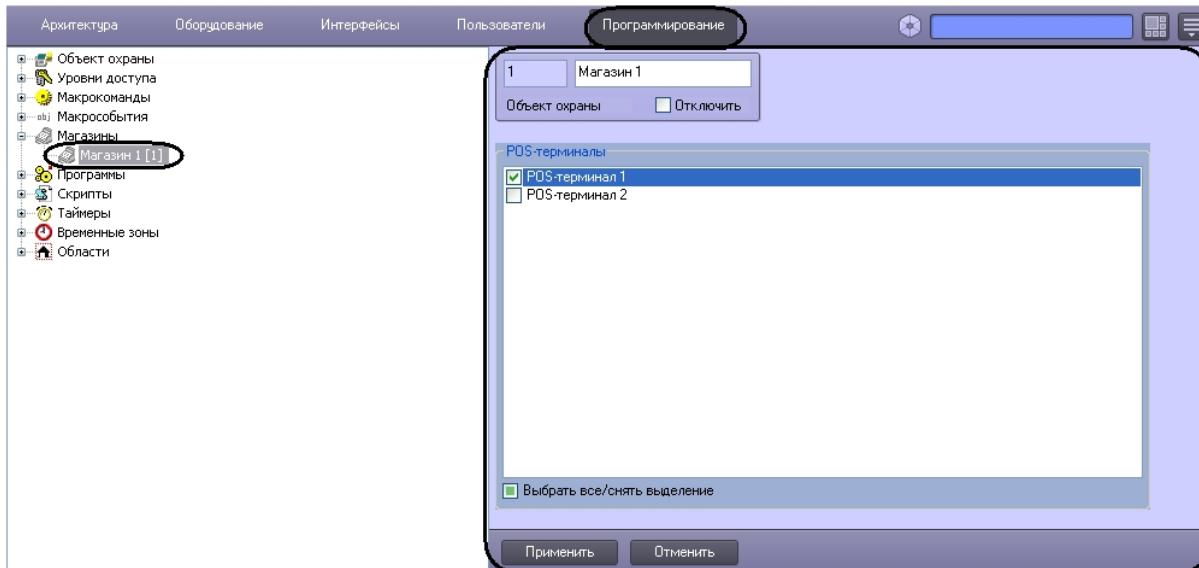 Архитектура Оборудование Интерфейсы Пользователи Программирование
Объект охраны
Уровни доступа
Макрокоманды
obj Макрособытия
Магазины
Магазин 1 [1]
Программы
Скрипты
Таймеры
Временные зоны
Области
1 Магазин 1
Объект охраны Отключить
POS-терминалы
POS-терминал 1
POS-терминал 2
Выбрать все/снять выделение
Применить Отменить